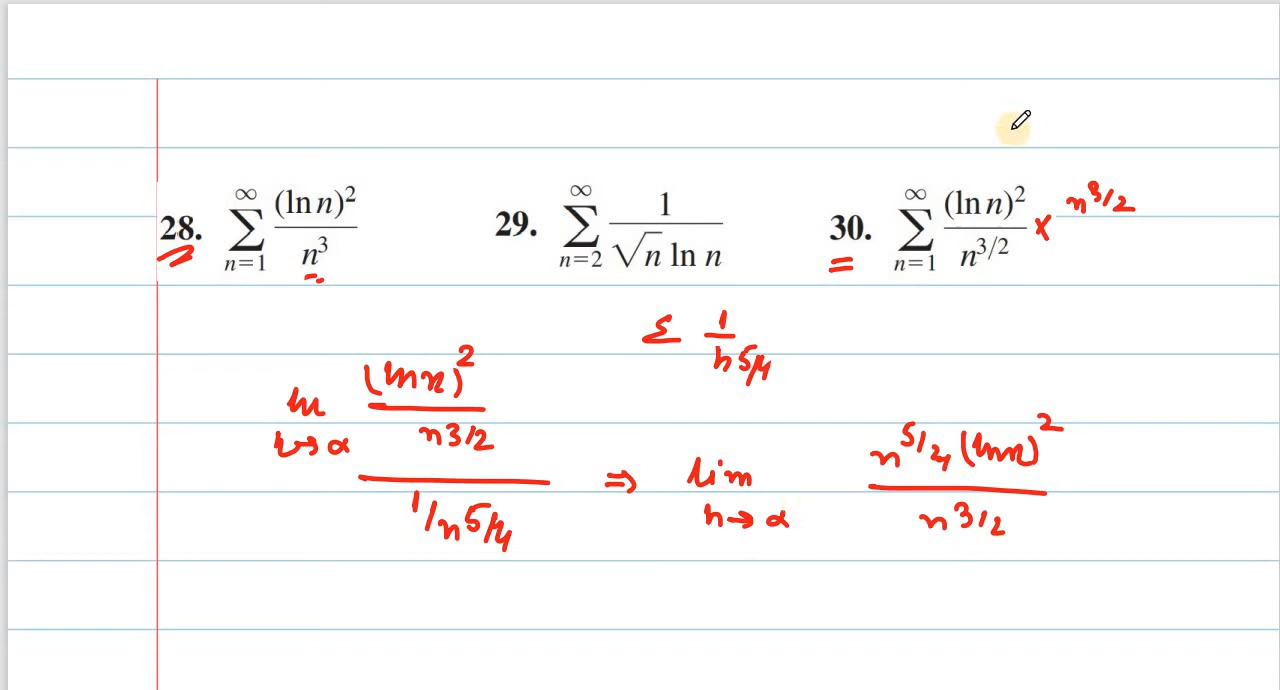 28. ∑_{n=1}^{∞} (ln n)²/n³ 29. ∑_{n=2}^{∞} 1/(√n ln n) 30. ∑_{n=1}^{∞} (ln n)²/n^{3/2} × n^{3/2}
Σ 1/n^{5/4}
lim_{n→∝} ((ln n)²/n^{3/2})/(1/n^{5/4}) ⇒ lim_{n→∝} n^{5/4} (ln n)²/n^{3/2}